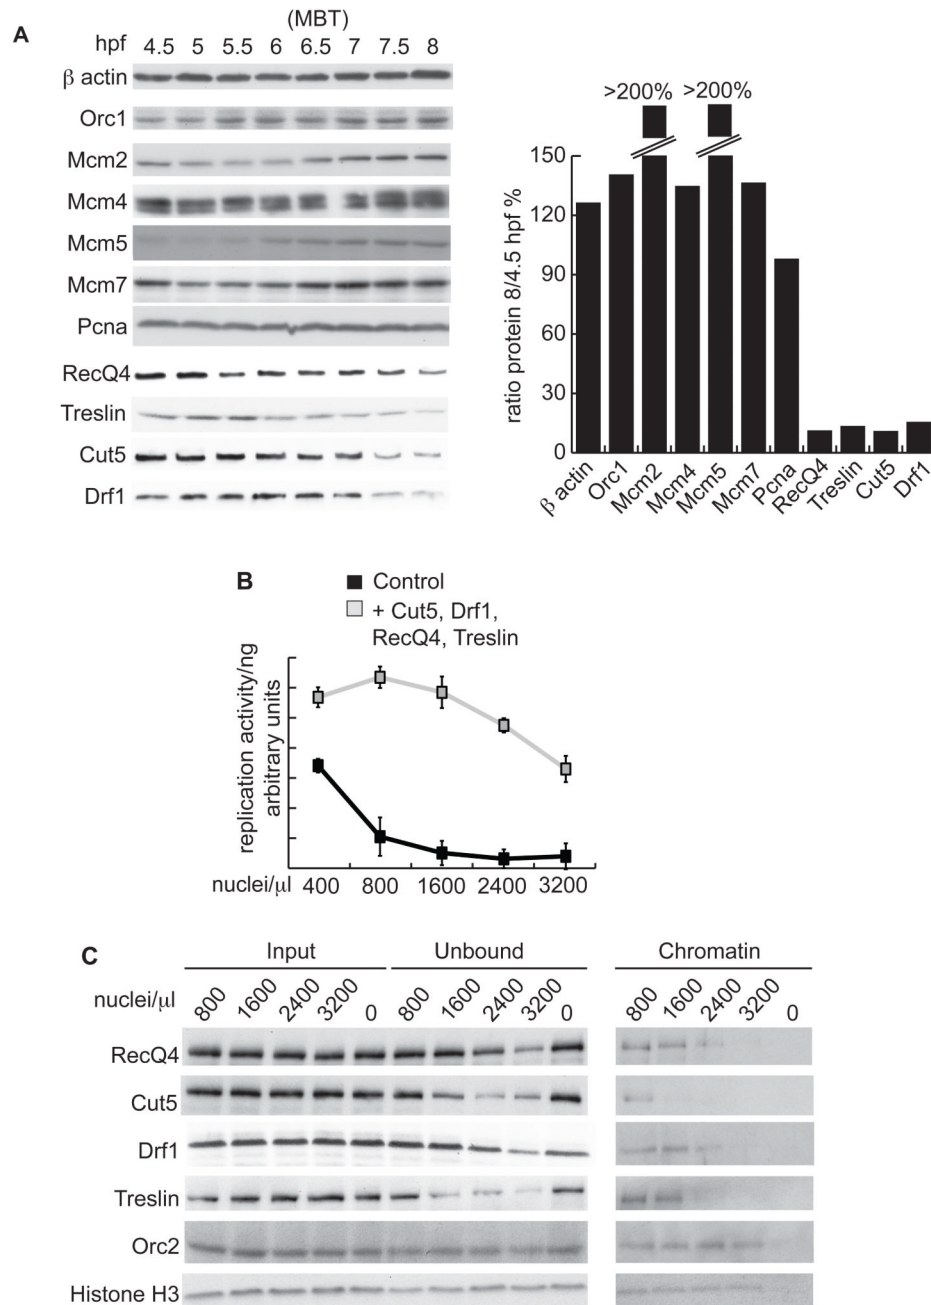 A
(MBT)
hpf 4.5 5 5.5 6 6.5 7 7.5 8
β actin
Orc1
Mcm2
Mcm4
Mcm5
Mcm7
Pcna
RecQ4
Treslin
Cut5
Drf1
>200% >200%
ratio protein 8/4.5 hpf %
150
120
90
60
30
0
β actin Orc1 Mcm2 Mcm4 Mcm5 Mcm7 Pcna RecQ4 Treslin Cut5 Drf1
B
Control
+ Cut5, Drf1,
RecQ4, Treslin
replication activity/ng
arbitrary units
nuclei/μl 400 800 1600 2400 3200
C
Input Unbound Chromatin
nuclei/μl 800 1600 2400 3200 0 800 1600 2400 3200 0 800 1600 2400 3200 0
RecQ4
Cut5
Drf1
Treslin
Orc2
Histone H3